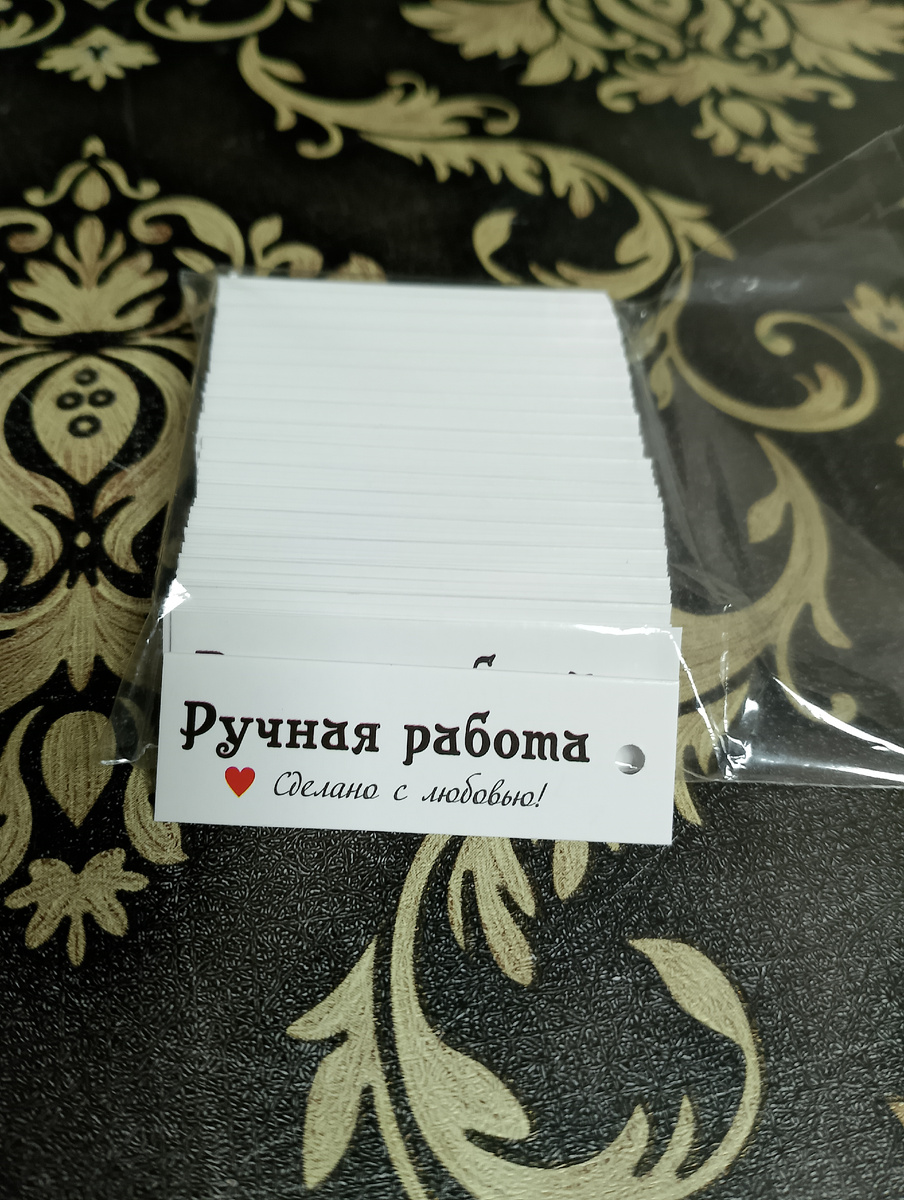 Ручная работа
Сделано с любовью!